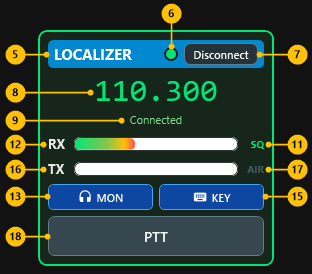 6
5 LOCALIZER Disconnect 7
8 110.300
9 Connected
12 RX SQ 11
16 TX AIR 17
13 MON KEY 15
18 PTT